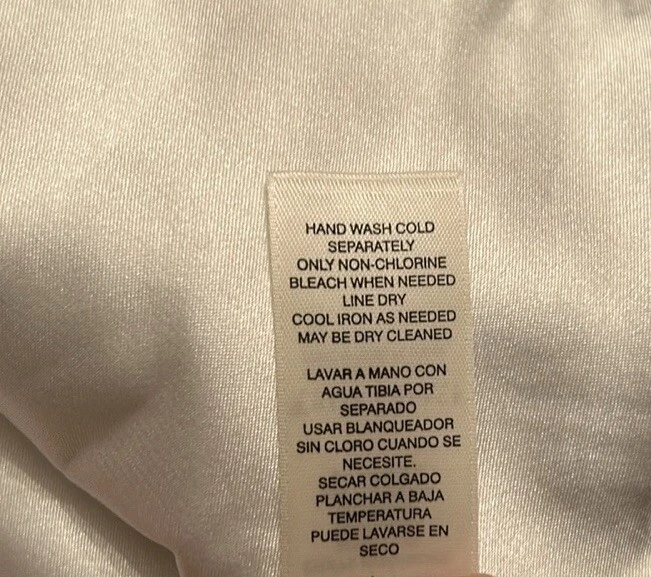 HAND WASH COLD
SEPARATELY
ONLY NON-CHLORINE
BLEACH WHEN NEEDED
LINE DRY
COOL IRON AS NEEDED
MAY BE DRY CLEANED
LAVAR A MANO CON
AGUA TIBIA POR
SEPARADO
USAR BLANQUEADOR
SIN CLORO CUANDO SE
NECESITE.
SECAR COLGADO
PLANCHAR A BAJA
TEMPERATURA
PUEDE LAVARSE EN
SECO